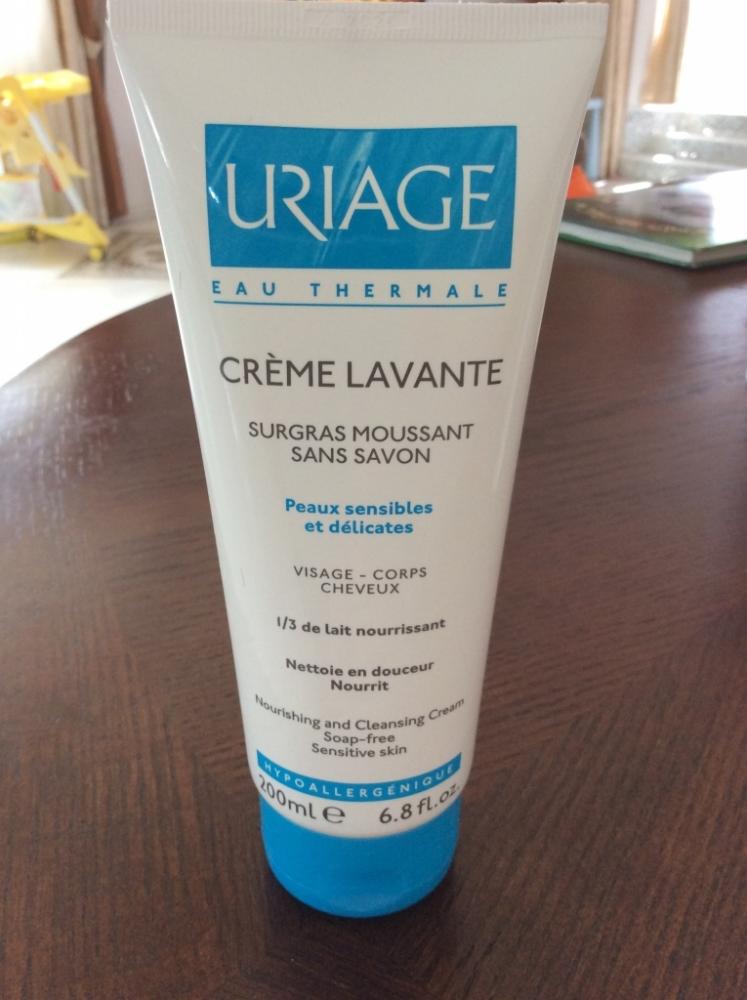 URIAGE
EAU THERMALE
CRÈME LAVANTE
SURGRAS MOUSSANT
SANS SAVON
Peaux sensibles
et délicates
VISAGE - CORPS
CHEVEUX
1/3 de lait nourrissant
Nettoie en douceur
Nourrit
Nourishing and Cleansing Cream
Soap-free
Sensitive skin
HYPOALLERGÉNIQUE
200ml e 6.8 fl.oz.